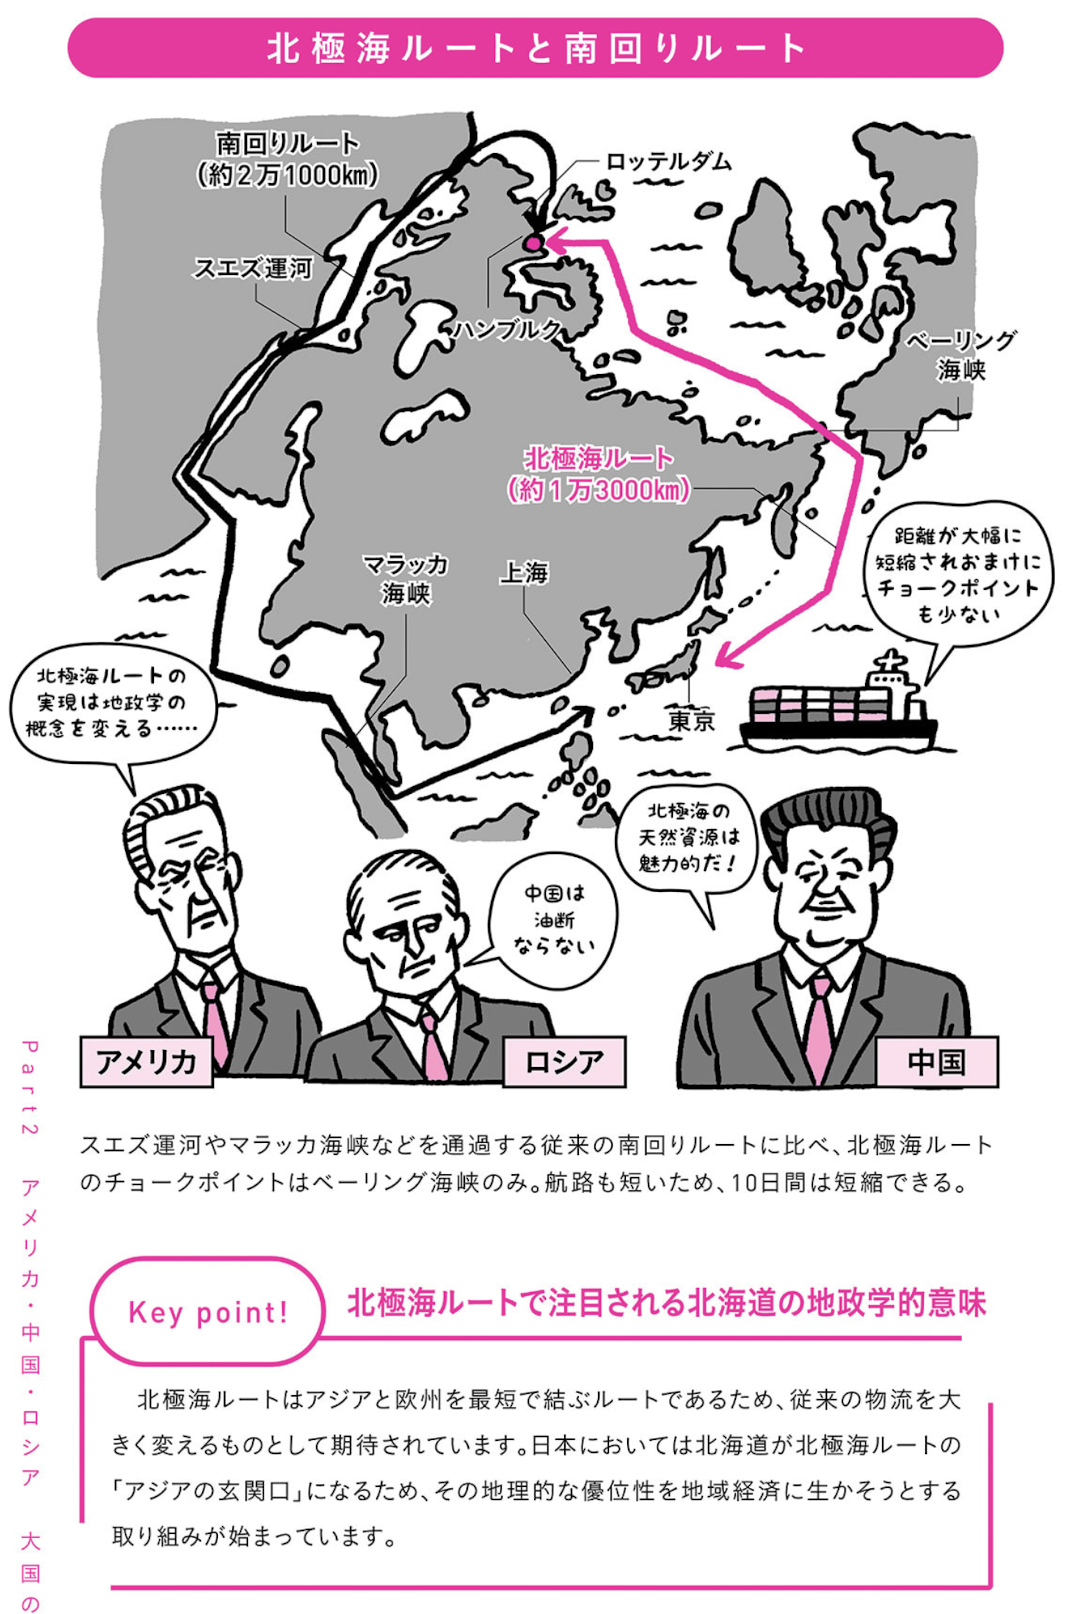 北極海ルートと南回りルート
南回りルート
(約2万1000㎞)
ロッテルダム
スエズ運河
ハンブルク
ベーリング
海峡
北極海ルート
(約1万3000㎞)
マラッカ
海峡
上海
東京
距離が大幅に
短縮されおまけに
チョークポイント
も少ない
北極海ルートの
実現は地政学の
概念を変える……
北極海の
天然資源は
魅力的だ！
中国は
油断
ならない
アメリカ
ロシア
中国
スエズ運河やマラッカ海峡などを通過する従来の南回りルートに比べ、北極海ルート
のチョークポイントはベーリング海峡のみ。航路も短いため、10日間は短縮できる。
Key point!
北極海ルートで注目される北海道の地政学的意味
北極海ルートはアジアと欧州を最短で結ぶルートであるため、従来の物流を大
きく変えるものとして期待されています。日本においては北海道が北極海ルートの
「アジアの玄関口」になるため、その地理的な優位性を地域経済に生かそうとする
取り組みが始まっています。
Part2 アメリカ・中国・ロシア 大国の